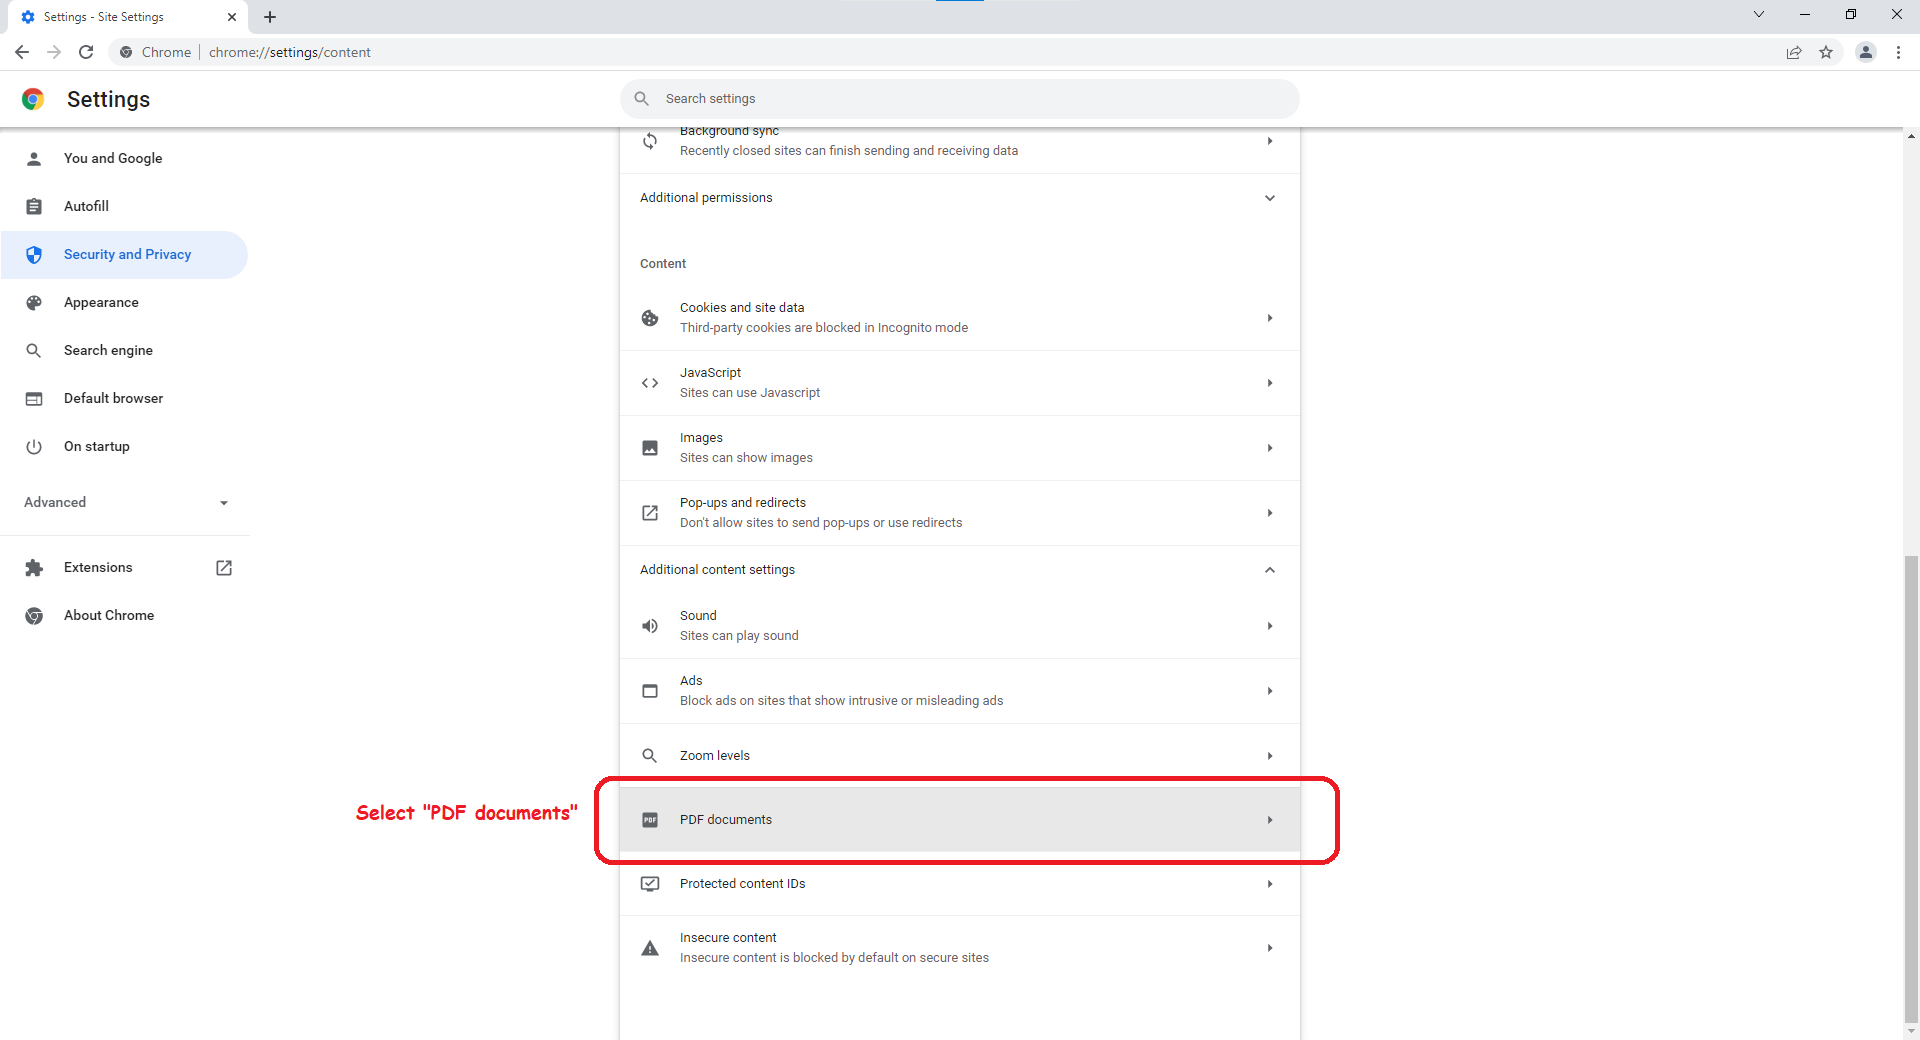 Settings - Site Settings
Chrome
chrome://settings/content
Settings
Search settings
You and Google
Autofill
Security and Privacy
Appearance
Search engine
Default browser
On startup
Advanced
Extensions
About Chrome
Background sync
Recently closed sites can finish sending and receiving data
Additional permissions
Content
Cookies and site data
Third-party cookies are blocked in Incognito mode
JavaScript
Sites can use Javascript
Images
Sites can show images
Pop-ups and redirects
Don't allow sites to send pop-ups or use redirects
Additional content settings
Sound
Sites can play sound
Ads
Block ads on sites that show intrusive or misleading ads
Zoom levels
Select "PDF documents"
PDF
PDF documents
Protected content IDs
Insecure content
Insecure content is blocked by default on secure sites